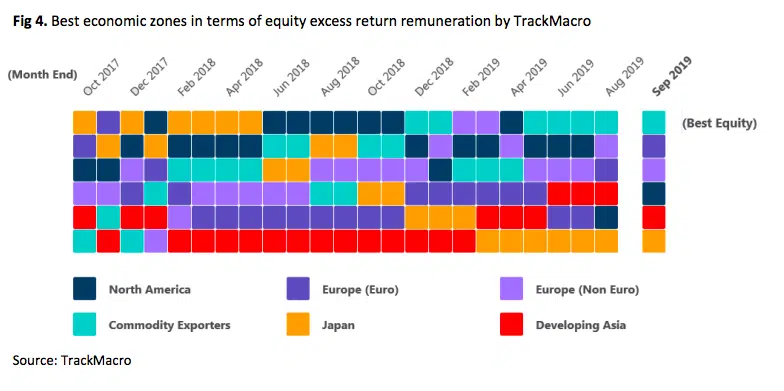 Fig 4. Best economic zones in terms of equity excess return remuneration by TrackMacro
(Month End)
Oct 2017
Dec 2017
Feb 2018
Apr 2018
Jun 2018
Aug 2018
Oct 2018
Dec 2018
Feb 2019
Apr 2019
Jun 2019
Aug 2019
Sep 2019
(Best Equity)
North America
Europe (Euro)
Europe (Non Euro)
Commodity Exporters
Japan
Developing Asia
Source: TrackMacro